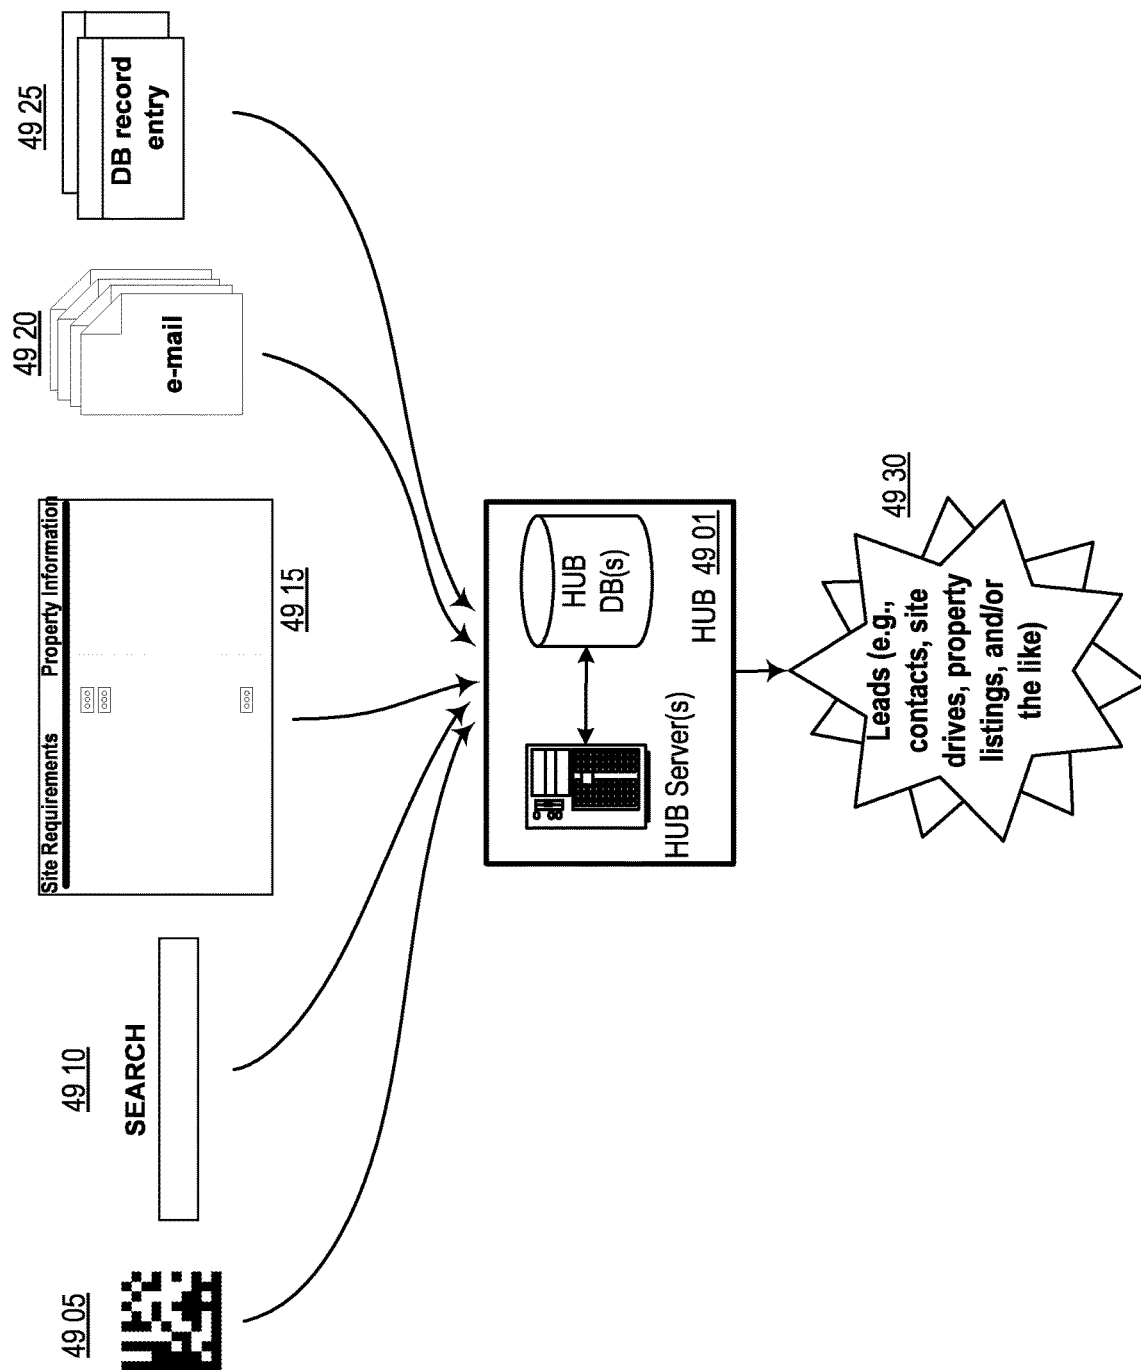 49 05
49 10
SEARCH
49 15
Site Requirements
Property Information
49 20
e-mail
49 25
DB record
entry
HUB Server(s)
HUB
DB(s)
HUB 49 01
49 30
Leads (e.g.,
contacts, site
drives, property
listings, and/or
the like)